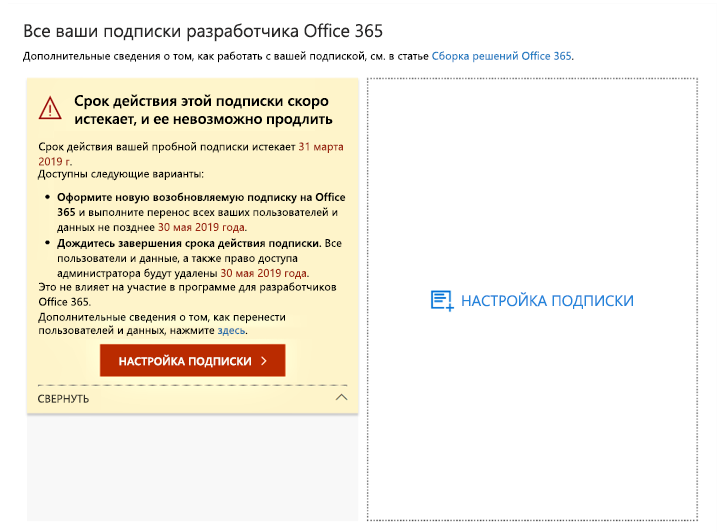 Все ваши подписки разработчика Office 365
Дополнительные сведения о том, как работать с вашей подпиской, см. в статье Сборка решений Office 365.
Срок действия этой подписки скоро
истекает, и ее невозможно продлить
Срок действия вашей пробной подписки истекает 31 марта
2019 г.
Доступны следующие варианты:
• Оформите новую возобновляемую подписку на Office
365 и выполните перенос всех ваших пользователей и
данных не позднее 30 мая 2019 года.
• Дождитесь завершения срока действия подписки. Все
пользователи и данные, а также право доступа
администратора будут удалены 30 мая 2019 года.
Это не влияет на участие в программе для разработчиков
Office 365.
Дополнительные сведения о том, как перенести
пользователей и данных, нажмите здесь.
НАСТРОЙКА ПОДПИСКИ
СВЕРНУТЬ
НАСТРОЙКА ПОДПИСКИ